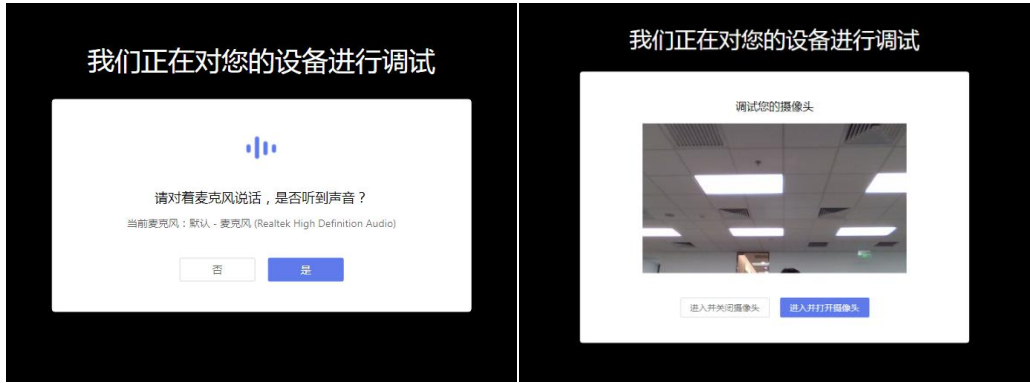 我们正在对您的设备进行调试
请对着麦克风说话，是否听到声音？
当前麦克风：默认 - 麦克风 (Realtek High Definition Audio)
否
是
我们正在对您的设备进行调试
调试您的摄像头
进入并关闭摄像头
进入并打开摄像头